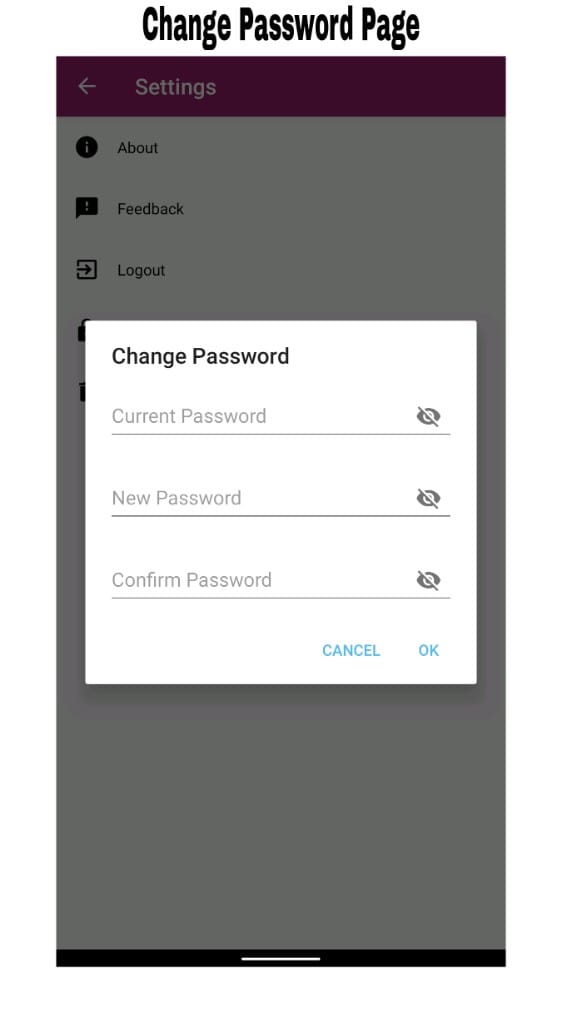 Change Password Page
Settings
About
Feedback
Logout
Change Password
Current Password
New Password
Confirm Password
CANCEL OK